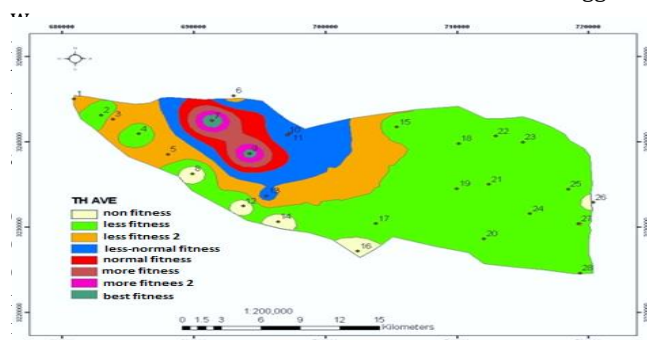 680000 690000 700000 710000 720000
6
1
2
3
4
5
10
11
15
22
18
23
12
14
19
21
25
26
24
17
27
20
16
28
TH AVE
non fitness
less fitness
less fitness 2
less-normal fitness
normal fitness
more fitness
more fitnees 2
best fitness
1:200,000
0 1.5 3 6 9 12 15
Kilometers